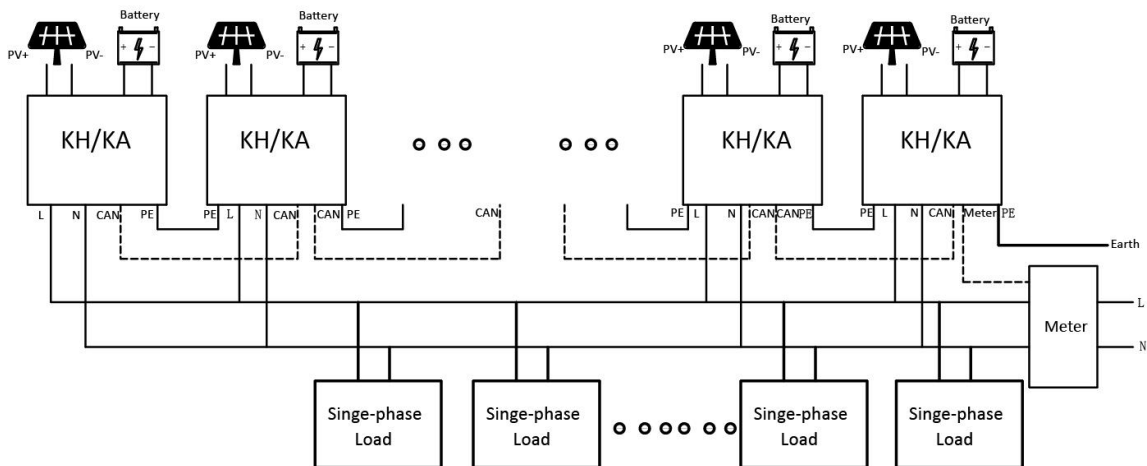 Battery
Battery
Battery
Battery
PV+
PV-
+ -
PV+
PV-
+ -
PV+
PV-
+ -
PV+
PV-
+ -
KH/KA
KH/KA
KH/KA
KH/KA
L N CAN PE
PE L N CAN CAN PE
CAN
PE L N CAN CAN PE
PE L N CAN Meter PE
Earth
L
Meter
N
Singe-phase
Load
Singe-phase
Load
Singe-phase
Load
Singe-phase
Load